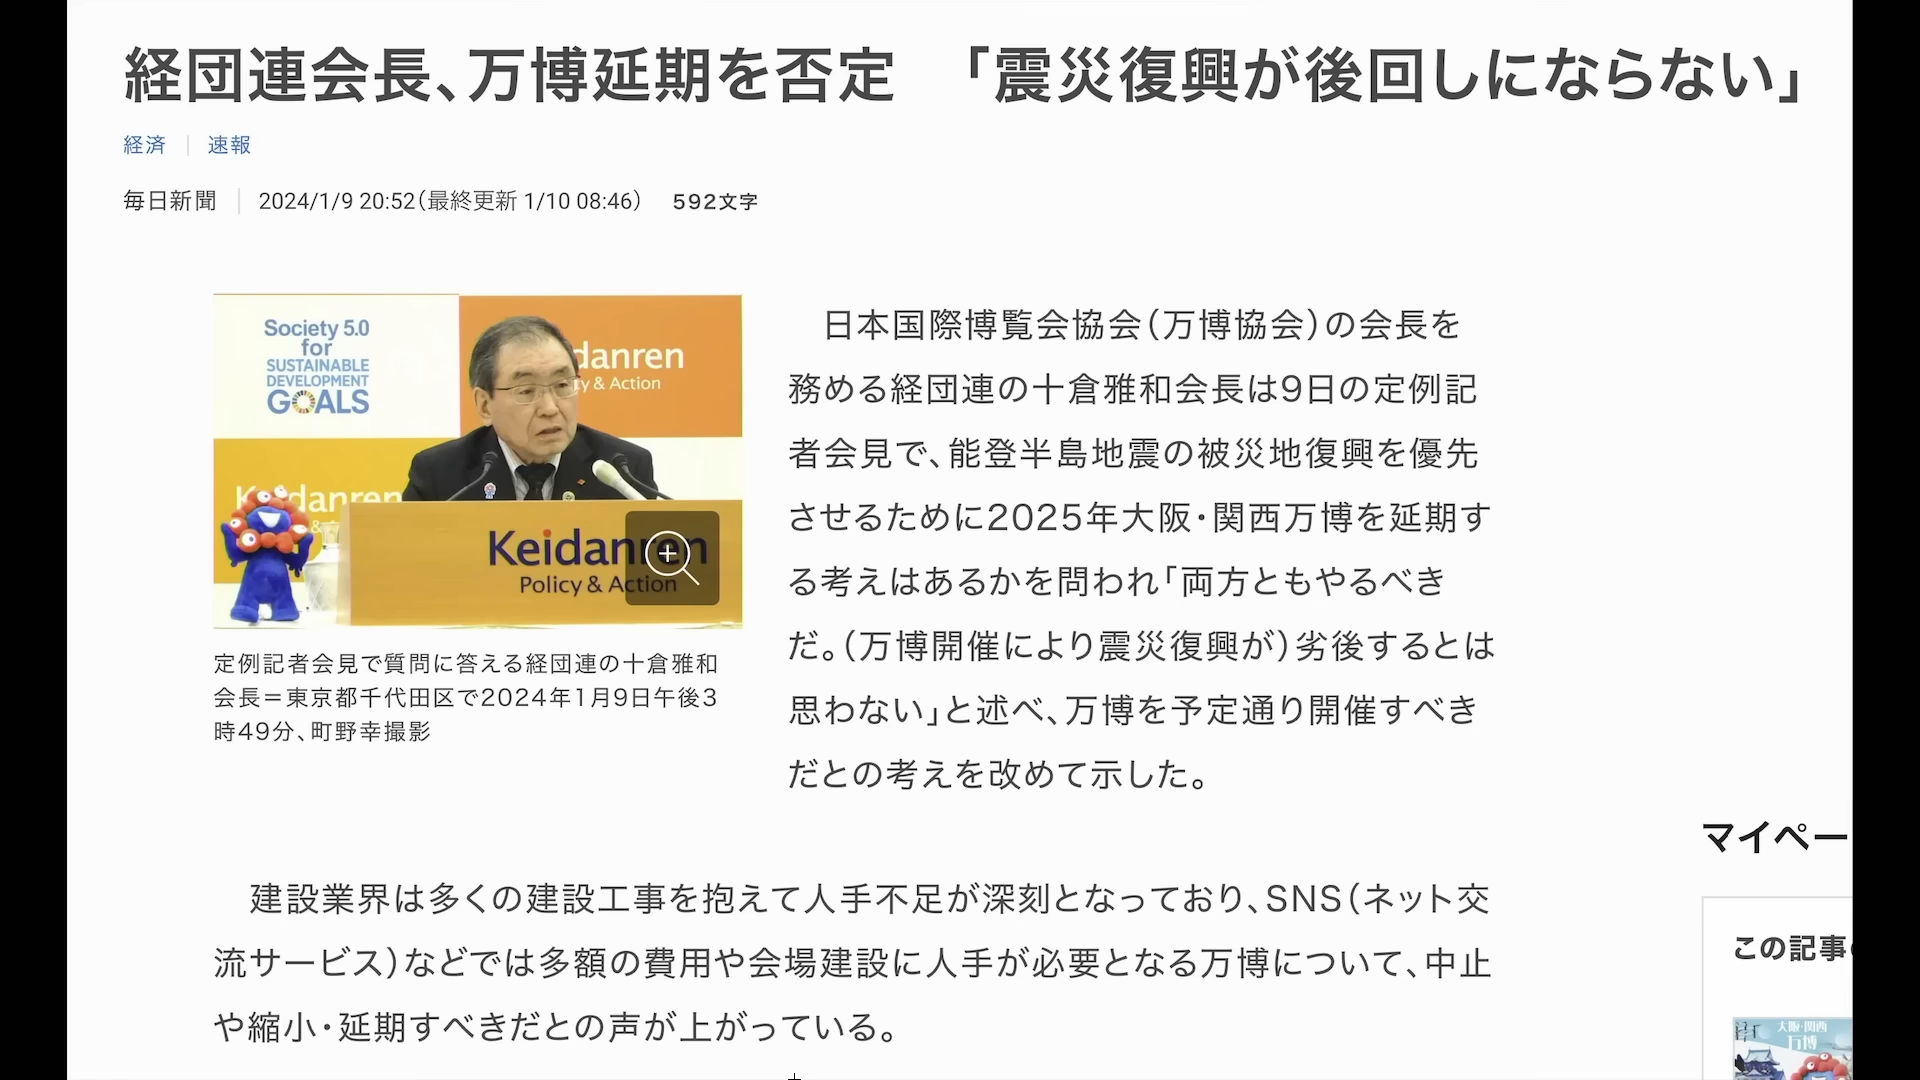 経団連会長、万博延期を否定　「震災復興が後回しにならない」
経済 | 速報
毎日新聞 | 2024/1/9 20:52（最終更新 1/10 08:46） 592文字
Society 5.0
for
SUSTAINABLE
DEVELOPMENT
GOALS
Keidanren
Policy & Action
定例記者会見で質問に答える経団連の十倉雅和
会長＝東京都千代田区で2024年1月9日午後3
時49分、町野幸撮影
日本国際博覧会協会（万博協会）の会長を
務める経団連の十倉雅和会長は9日の定例記
者会見で、能登半島地震の被災地復興を優先
させるために2025年大阪・関西万博を延期す
る考えはあるかを問われ「両方ともやるべき
だ。（万博開催により震災復興が）劣後するとは
思わない」と述べ、万博を予定通り開催すべき
だとの考えを改めて示した。
建設業界は多くの建設工事を抱えて人手不足が深刻となっており、SNS（ネット交
流サービス）などでは多額の費用や会場建設に人手が必要となる万博について、中止
や縮小・延期すべきだとの声が上がっている。
マイペー
この記事
大阪・関西
万博